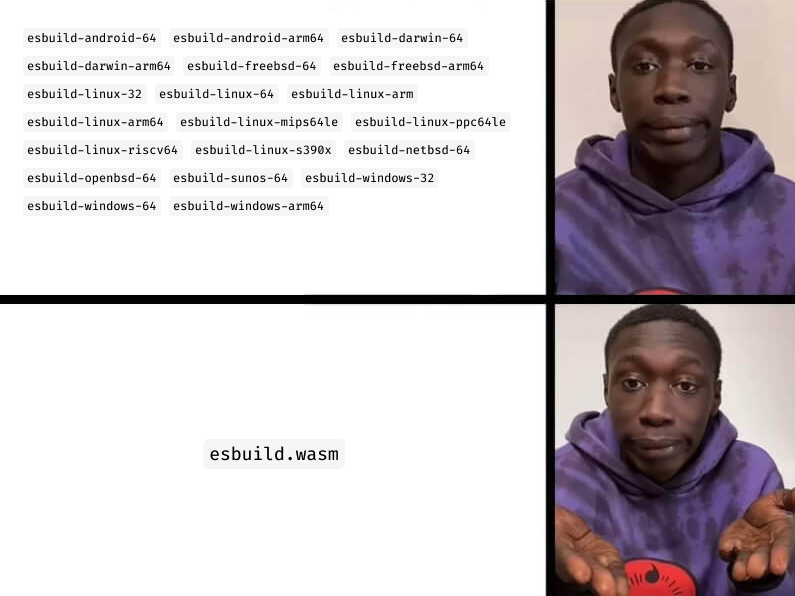 esbuild-android-64 esbuild-android-arm64 esbuild-darwin-64
esbuild-darwin-arm64 esbuild-freebsd-64 esbuild-freebsd-arm64
esbuild-linux-32 esbuild-linux-64 esbuild-linux-arm
esbuild-linux-arm64 esbuild-linux-mips64le esbuild-linux-ppc64le
esbuild-linux-riscv64 esbuild-linux-s390x esbuild-netbsd-64
esbuild-openbsd-64 esbuild-sunos-64 esbuild-windows-32
esbuild-windows-64 esbuild-windows-arm64
esbuild.wasm